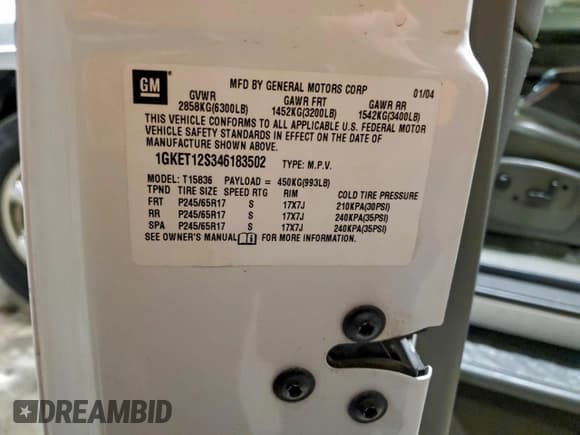 GM
MFD BY GENERAL MOTORS CORP 01/04
GVWR GAWR FRT GAWR RR
2858KG(6300LB) 1452KG(3200LB) 1542KG(3400LB)
THIS VEHICLE CONFORMS TO ALL APPLICABLE U.S. FEDERAL MOTOR
VEHICLE SAFETY STANDARDS IN EFFECT ON THE DATE OF
MANUFACTURE SHOWN ABOVE.
1GKET12S346183502 TYPE: M.P.V.
MODEL: T15836 PAYLOAD = 450KG(993LB)
TPND TIRE SIZE SPEED RTG RIM COLD TIRE PRESSURE
FRT P245/65R17 S 17X7J 210KPA(30PSI)
RR P245/65R17 S 17X7J 240KPA(35PSI)
SPA P245/65R17 S 17X7J 240KPA(35PSI)
SEE OWNER'S MANUAL FOR MORE INFORMATION.
DREAMBID